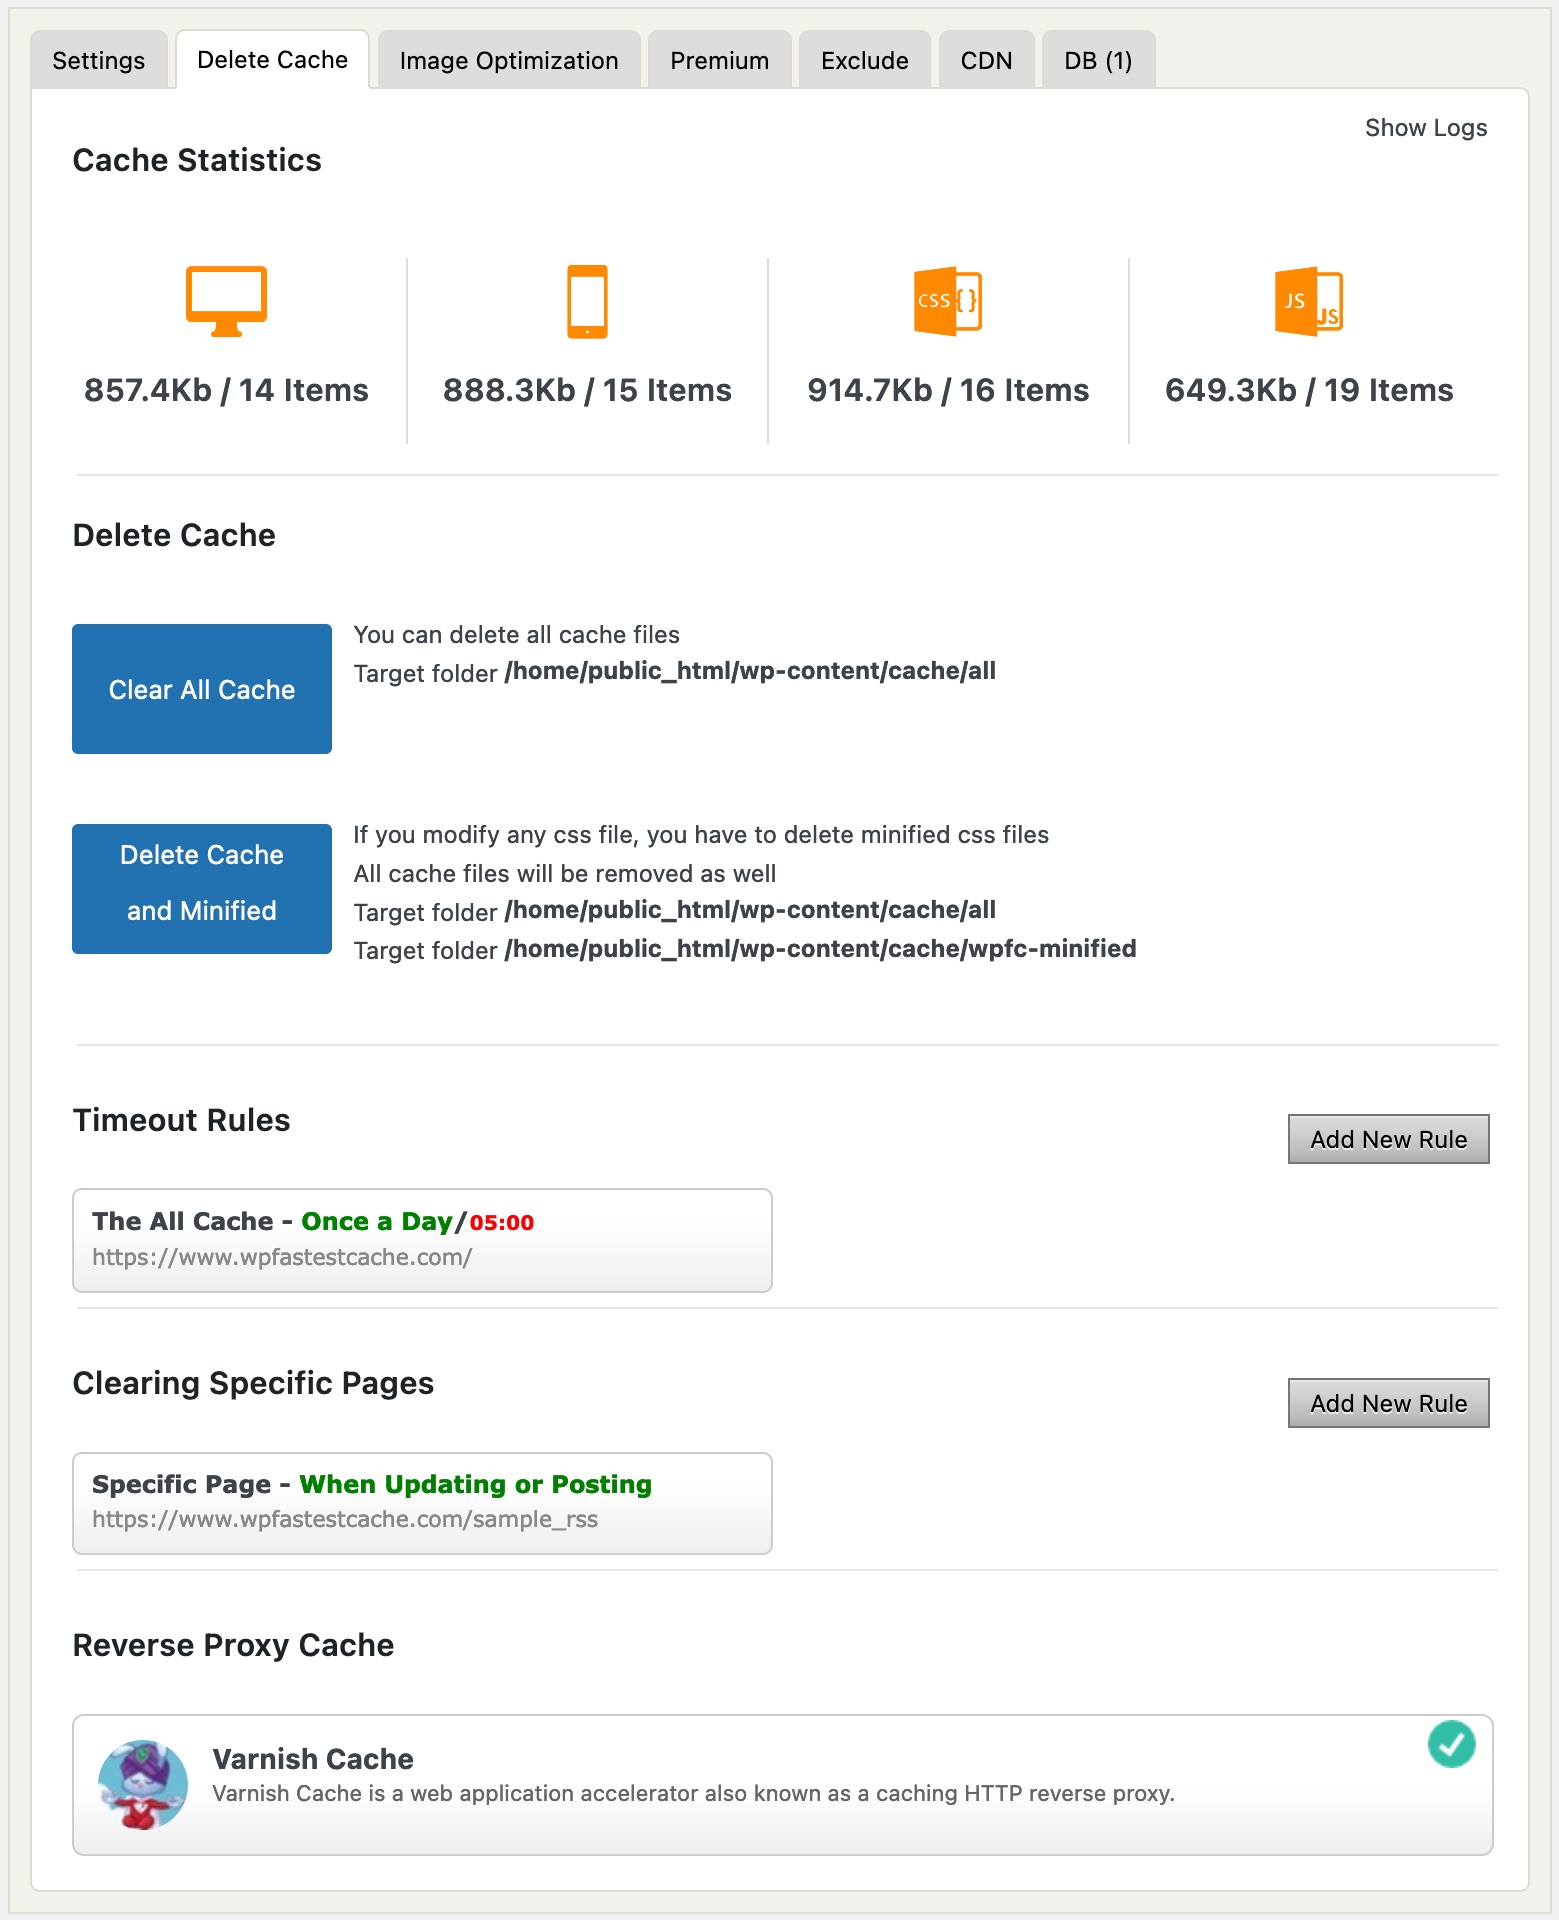 Settings
Delete Cache
Image Optimization
Premium
Exclude
CDN
DB (1)
Show Logs
Cache Statistics
CSS {}
JS JS
857.4Kb / 14 Items
888.3Kb / 15 Items
914.7Kb / 16 Items
649.3Kb / 19 Items
Delete Cache
Clear All Cache
You can delete all cache files
Target folder /home/public_html/wp-content/cache/all
Delete Cache
and Minified
If you modify any css file, you have to delete minified css files
All cache files will be removed as well
Target folder /home/public_html/wp-content/cache/all
Target folder /home/public_html/wp-content/cache/wpfc-minified
Timeout Rules
Add New Rule
The All Cache - Once a Day/05:00
https://www.wpfastestcache.com/
Clearing Specific Pages
Add New Rule
Specific Page - When Updating or Posting
https://www.wpfastestcache.com/sample_rss
Reverse Proxy Cache
Varnish Cache
Varnish Cache is a web application accelerator also known as a caching HTTP reverse proxy.